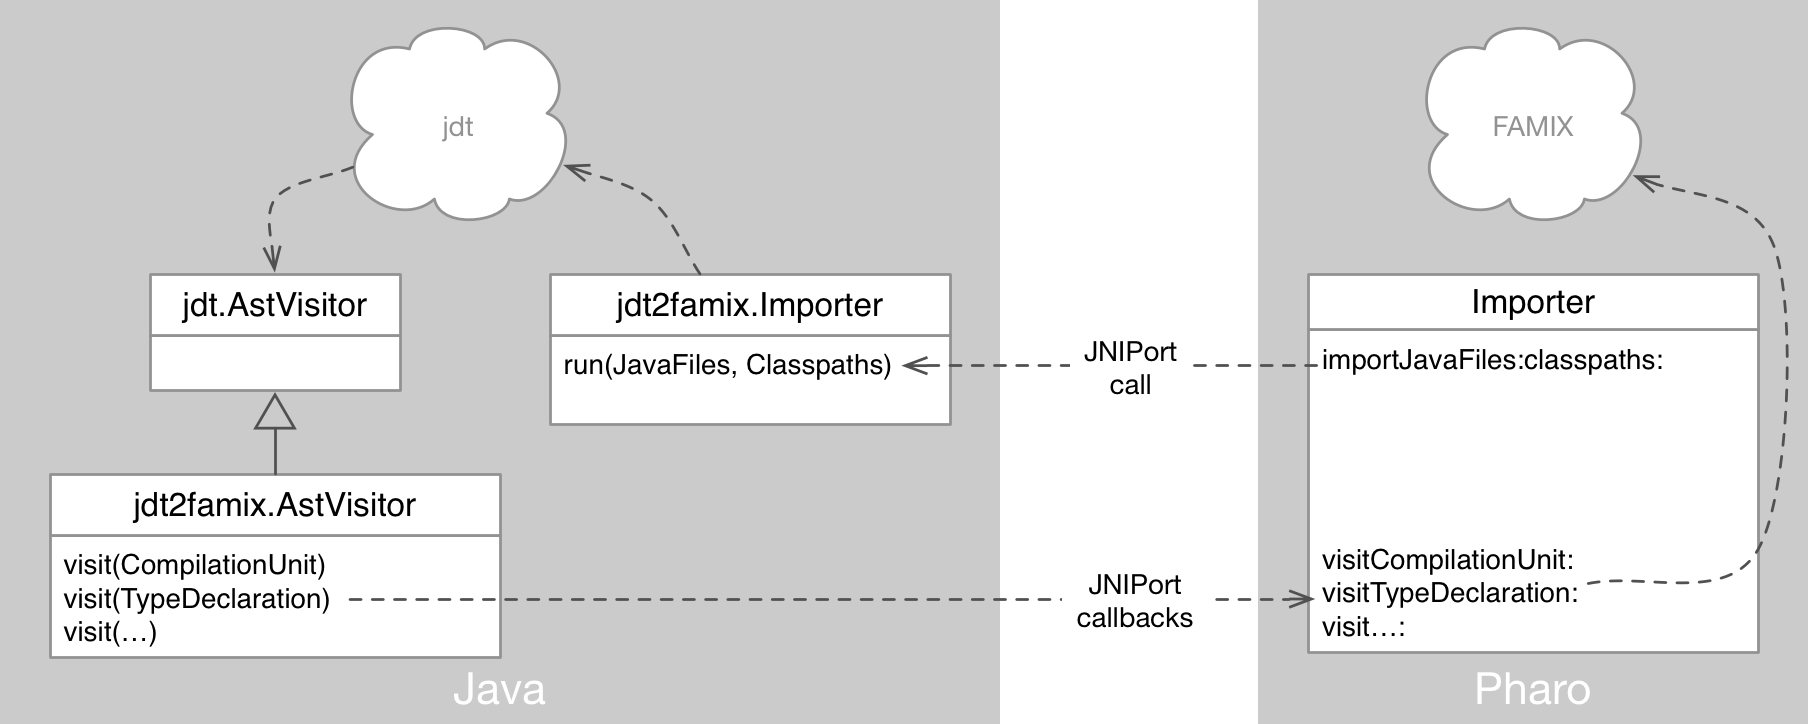 jdt
FAMIX
jdt.AstVisitor
jdt2famix.Importer
run(JavaFiles, Classpaths)
JNIPort
call
Importer
importJavaFiles:classpaths:
jdt2famix.AstVisitor
visit(CompilationUnit)
visit(TypeDeclaration)
visit(…)
JNIPort
callbacks
visitCompilationUnit:
visitTypeDeclaration:
visit…:
Java
Pharo